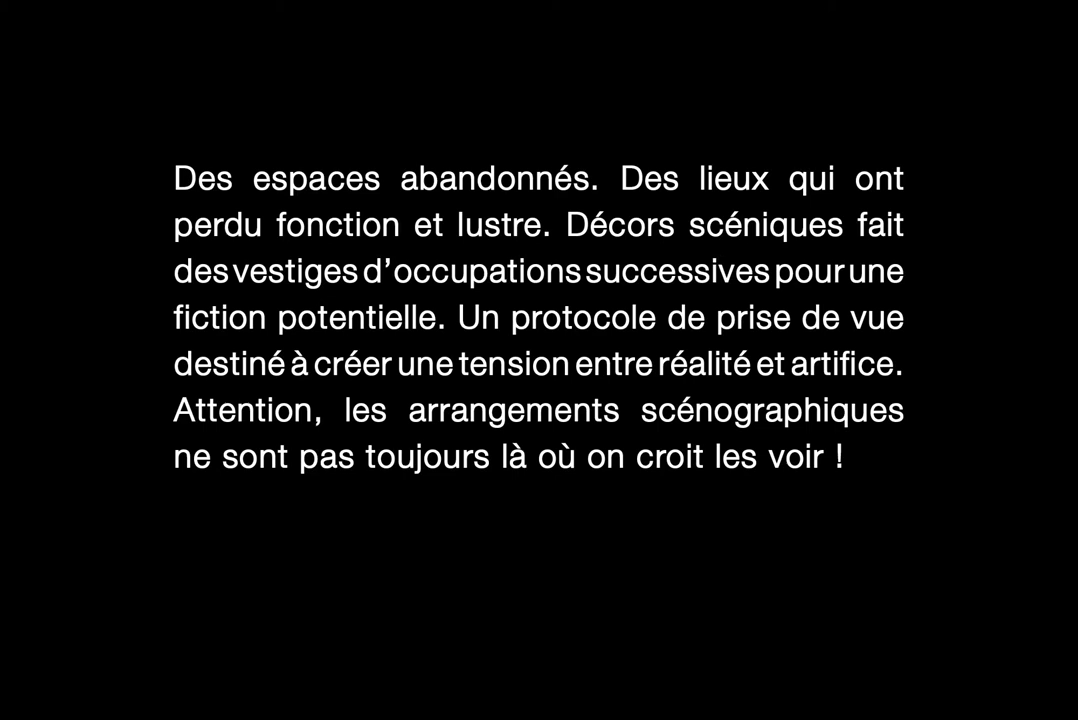 Des espaces abandonnés. Des lieux qui ont
perdu fonction et lustre. Décors scéniques fait
des vestiges d’occupations successives pour une
fiction potentielle. Un protocole de prise de vue
destiné à créer une tension entre réalité et artifice.
Attention, les arrangements scénographiques
ne sont pas toujours là où on croit les voir !